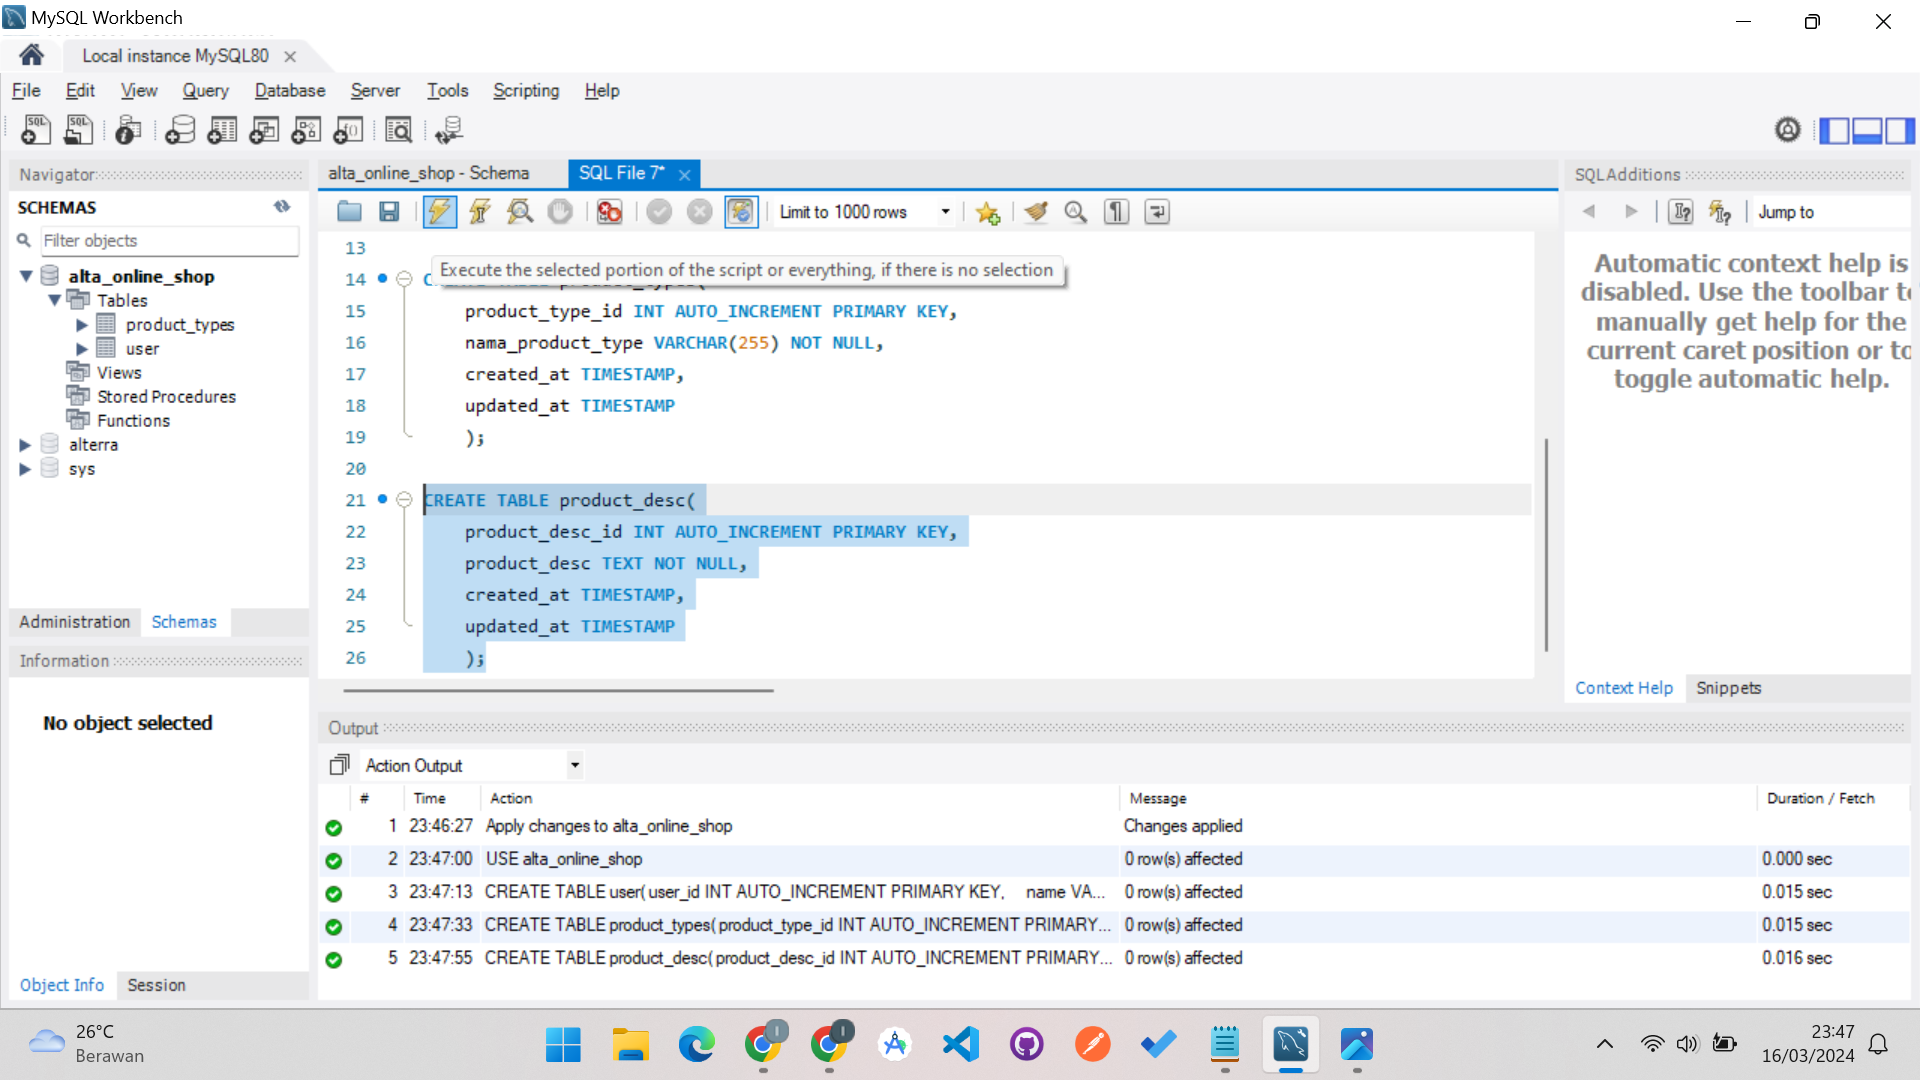 MySQL Workbench
Local instance MySQL80
File Edit View Query Database Server Tools Scripting Help
Navigator
SCHEMAS
Filter objects
alta_online_shop
Tables
product_types
user
Views
Stored Procedures
Functions
alterra
sys
Administration Schemas
Information
No object selected
Object Info Session
alta_online_shop - Schema SQL File 7*
Limit to 1000 rows
Execute the selected portion of the script or everything, if there is no selection
13
14
15 product_type_id INT AUTO_INCREMENT PRIMARY KEY,
16 nama_product_type VARCHAR(255) NOT NULL,
17 created_at TIMESTAMP,
18 updated_at TIMESTAMP
19 );
20
21 CREATE TABLE product_desc(
22 product_desc_id INT AUTO_INCREMENT PRIMARY KEY,
23 product_desc TEXT NOT NULL,
24 created_at TIMESTAMP,
25 updated_at TIMESTAMP
26 );
SQLAdditions
Jump to
Automatic context help is
disabled. Use the toolbar to
manually get help for the
current caret position or to
toggle automatic help.
Context Help Snippets
Output
Action Output
# Time Action Message Duration / Fetch
1 23:46:27 Apply changes to alta_online_shop Changes applied
2 23:47:00 USE alta_online_shop 0 row(s) affected 0.000 sec
3 23:47:13 CREATE TABLE user( user_id INT AUTO_INCREMENT PRIMARY KEY, name VA... 0 row(s) affected 0.015 sec
4 23:47:33 CREATE TABLE product_types( product_type_id INT AUTO_INCREMENT PRIMARY... 0 row(s) affected 0.015 sec
5 23:47:55 CREATE TABLE product_desc( product_desc_id INT AUTO_INCREMENT PRIMARY... 0 row(s) affected 0.016 sec
26°C
Berawan
23:47
16/03/2024